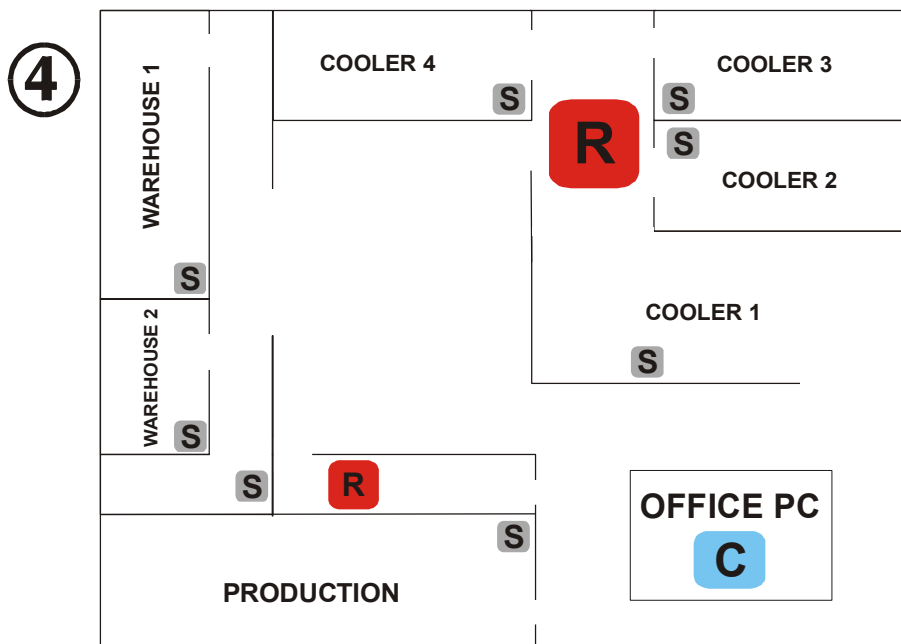 4
COOLER 4
COOLER 3
S
S
R
S
WAREHOUSE 1
COOLER 2
S
COOLER 1
WAREHOUSE 2
S
S
S
R
OFFICE PC
S
C
PRODUCTION